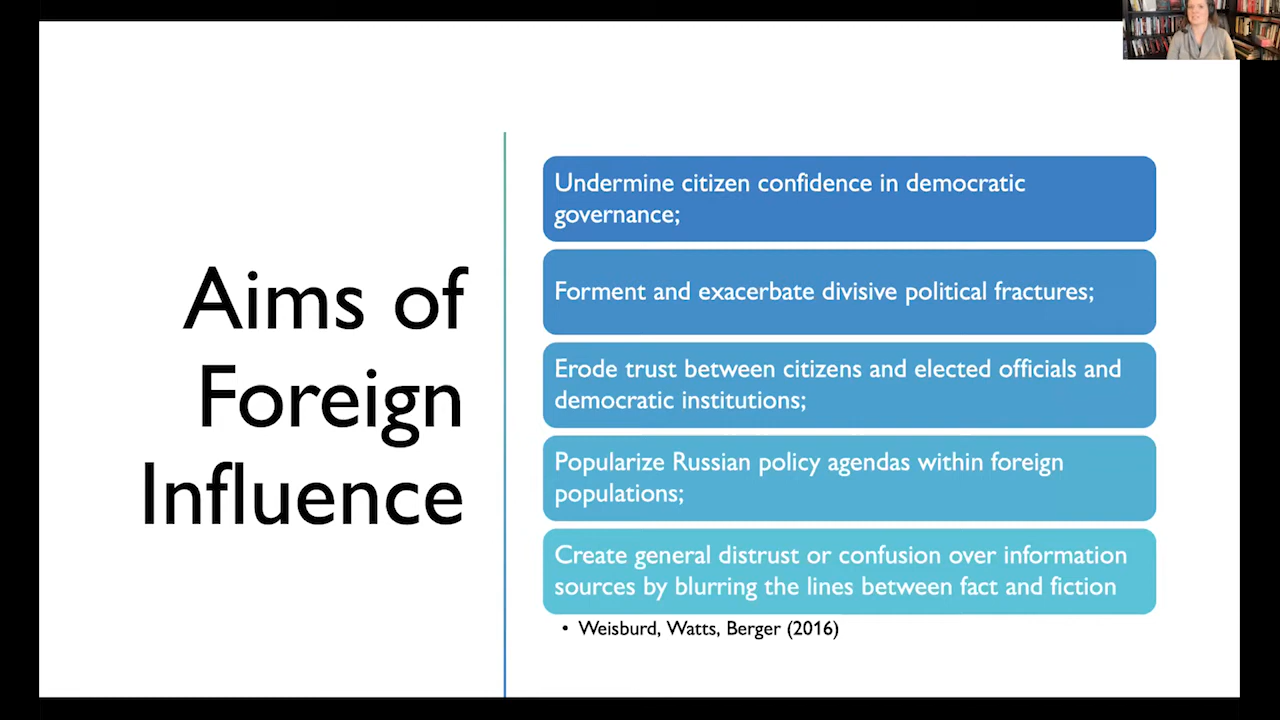 Aims of
Foreign
Influence
Undermine citizen confidence in democratic
governance;
Forment and exacerbate divisive political fractures;
Erode trust between citizens and elected officials and
democratic institutions;
Popularize Russian policy agendas within foreign
populations;
Create general distrust or confusion over information
sources by blurring the lines between fact and fiction
• Weisburd, Watts, Berger (2016)